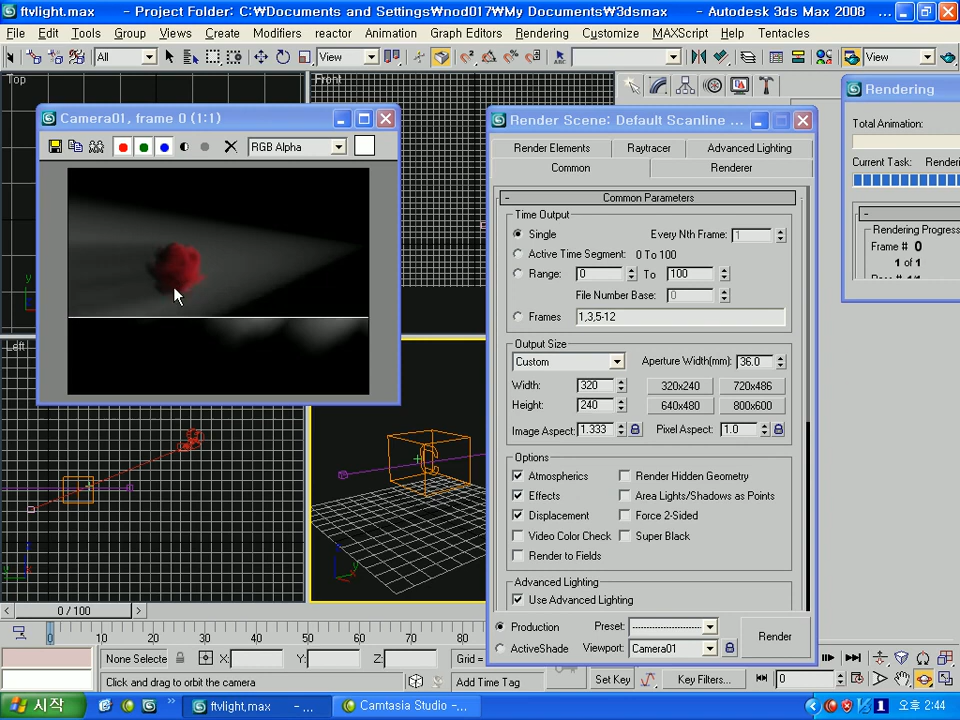 ftvlight.max - Project Folder: C:₩Documents and Settings₩nod017₩My Documents₩3dsmax - Autodesk 3ds Max 2008 ...
File Edit Tools Group Views Create Modifiers reactor Animation Graph Editors Rendering Customize MAXScript Help Tentacles
All View View
Top Front
Camera01, frame 0 (1:1)
RGB Alpha
Left
Render Scene: Default Scanline ...
Render Elements Raytracer Advanced Lighting
Common Renderer
- Common Parameters
Time Output
Single Every Nth Frame: 1
Active Time Segment: 0 To 100
Range: 0 To 100
File Number Base: 0
Frames 1,3,5-12
Output Size
Custom Aperture Width(mm): 36.0
Width: 320 320x240 720x486
Height: 240 640x480 800x600
Image Aspect: 1.333 Pixel Aspect: 1.0
Options
Atmospherics Render Hidden Geometry
Effects Area Lights/Shadows as Points
Displacement Force 2-Sided
Video Color Check Super Black
Render to Fields
Advanced Lighting
Use Advanced Lighting
Production Preset: Render
ActiveShade Viewport: Camera01
Rendering
Total Animation:
Current Task: Renderi
Rendering Progress
Frame # 0
1 of 1
0 / 100
0 10 20 30 40 50 60 70 80
None Selecte X: Y: Z: Grid =
Click and drag to orbit the camera Add Time Tag Set Key Key Filters... 0
시작 ftvlight.max - ... Camtasia Studio -... 오후 2:44